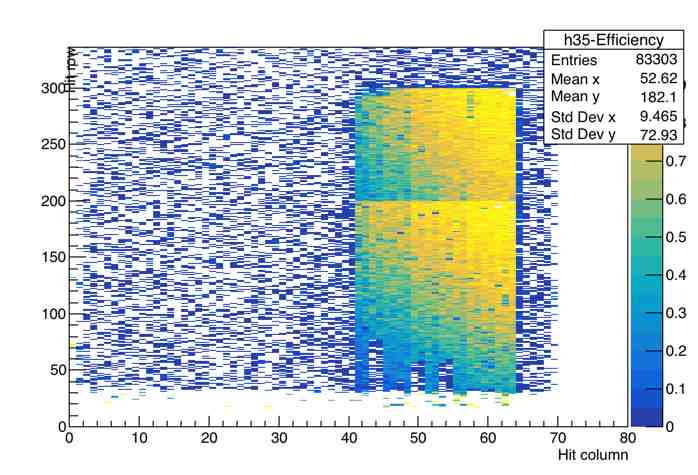 h35-Efficiency
Entries 83303
Mean x 52.62
Mean y 182.1
Std Dev x 9.465
Std Dev y 72.93
Hit row
300
250
200
150
100
50
0
0 10 20 30 40 50 60 70 80
Hit column
0.7
0.6
0.5
0.4
0.3
0.2
0.1
0